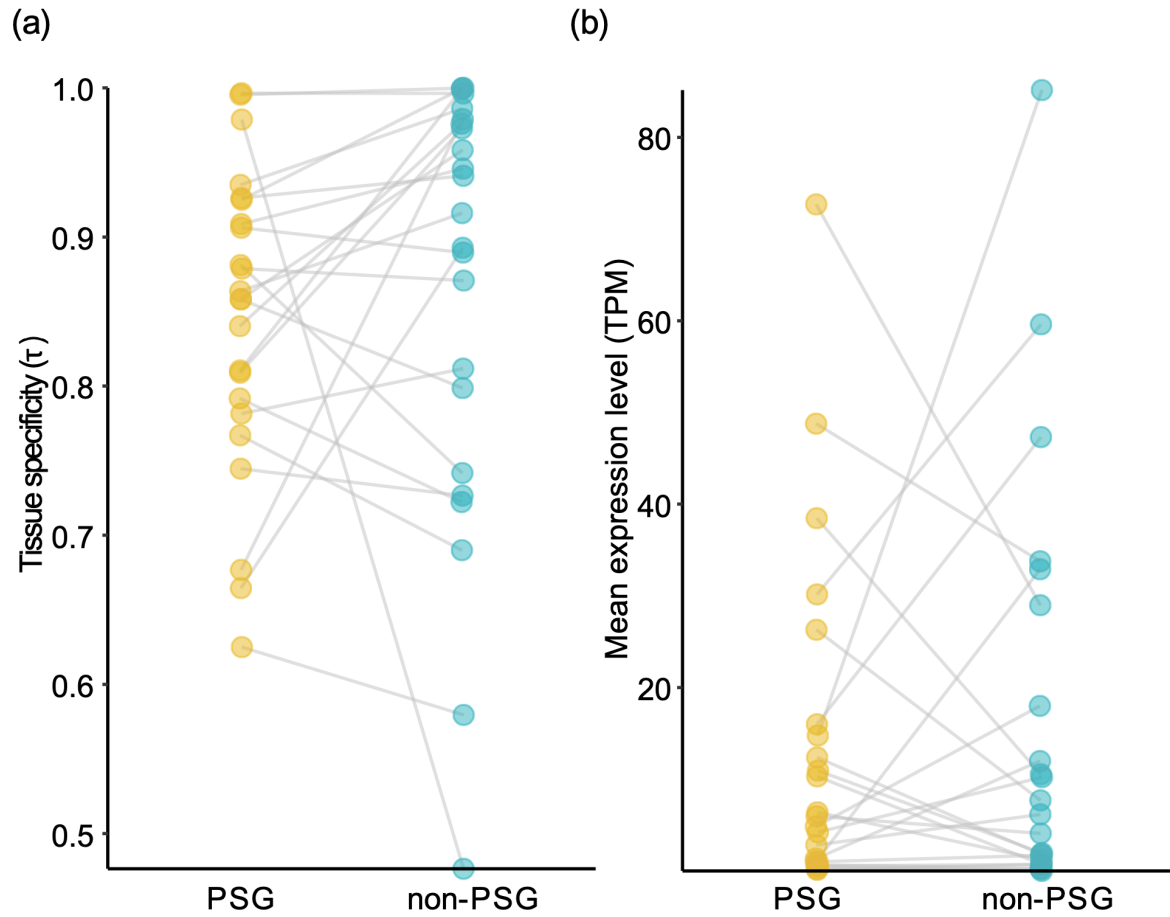 (a)
Tissue specificity (τ)
1.0
0.9
0.8
0.7
0.6
0.5
PSG non-PSG
(b)
Mean expression level (TPM)
80
60
40
20
PSG non-PSG